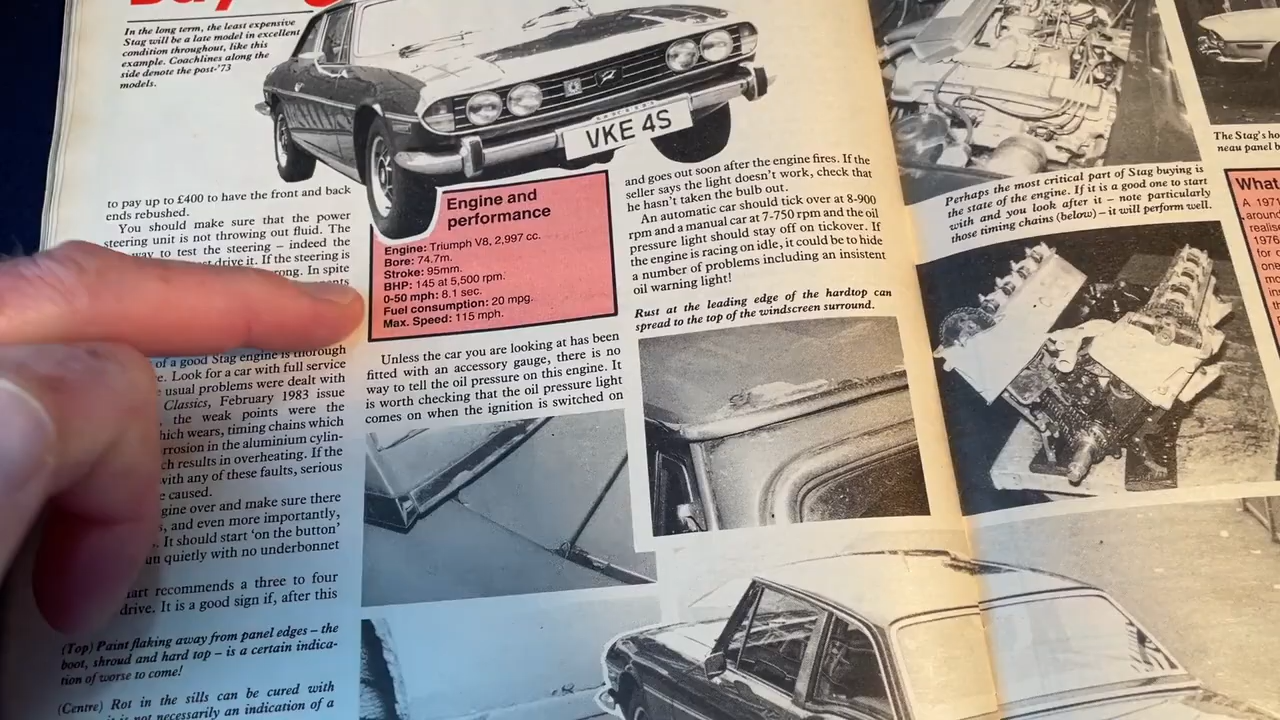 In the long term, the least expensive
Stag will be a late model in excellent
condition throughout, like this
example. Coachlines along the
side denote the post-'73
models.
VKE 4S
to pay up to £400 to have the front and back
ends rebushed.
You should make sure that the power
steering unit is not throwing out fluid. The
way to test the steering – indeed the
drive it. If the steering is
In spite
of a good Stag engine is thorough
Look for a car with full service
usual problems were dealt with
Classics, February 1983 issue
the weak points were the
which wears, timing chains which
corrosion in the aluminium cylin-
which results in overheating. If the
with any of these faults, serious
caused.
engine over and make sure there
and even more importantly,
It should start 'on the button'
quietly with no underbonnet
recommends a three to four
drive. It is a good sign if, after this
(Top) Paint flaking away from panel edges – the
boot, shroud and hard top – is a certain indica-
tion of worse to come!
(Centre) Rot in the sills can be cured with
it is not necessarily an indication of a
Engine and
performance
Engine: Triumph V8, 2,997 cc.
Bore: 74.7m.
Stroke: 95mm.
BHP: 145 at 5,500 rpm.
0-50 mph: 8.1 sec.
Fuel consumption: 20 mpg.
Max. Speed: 115 mph.
Unless the car you are looking at has been
fitted with an accessory gauge, there is no
way to tell the oil pressure on this engine. It
is worth checking that the oil pressure light
comes on when the ignition is switched on
and goes out soon after the engine fires. If the
seller says the light doesn't work, check that
he hasn't taken the bulb out.
An automatic car should tick over at 8-900
rpm and a manual car at 7-750 rpm and the oil
pressure light should stay off on tickover. If
the engine is racing on idle, it could be to hide
a number of problems including an insistent
oil warning light!
Rust at the leading edge of the hardtop can
spread to the top of the windscreen surround.
Perhaps the most critical part of Stag buying is
the state of the engine. If it is a good one to start
with and you look after it – note particularly
those timing chains (below) – it will perform well.
The Stag's
neau panel
What
A 1971
around